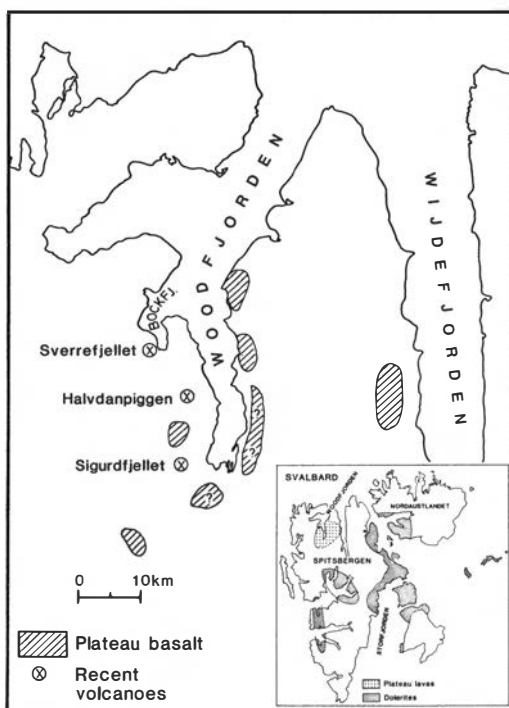 WOODFJORDEN
WIJDEFJORDEN
BOCKFJ.
Sverrefjellet
Halvdanpiggen
Sigurdfjellet
?
?
0 10km
Plateau basalt
Recent
volcanoes
SVALBARD
WOODFJORDEN
NORDAUSTLANDET
SPITSBERGEN
STORFJORDEN
Plateau lavas
Dolerites